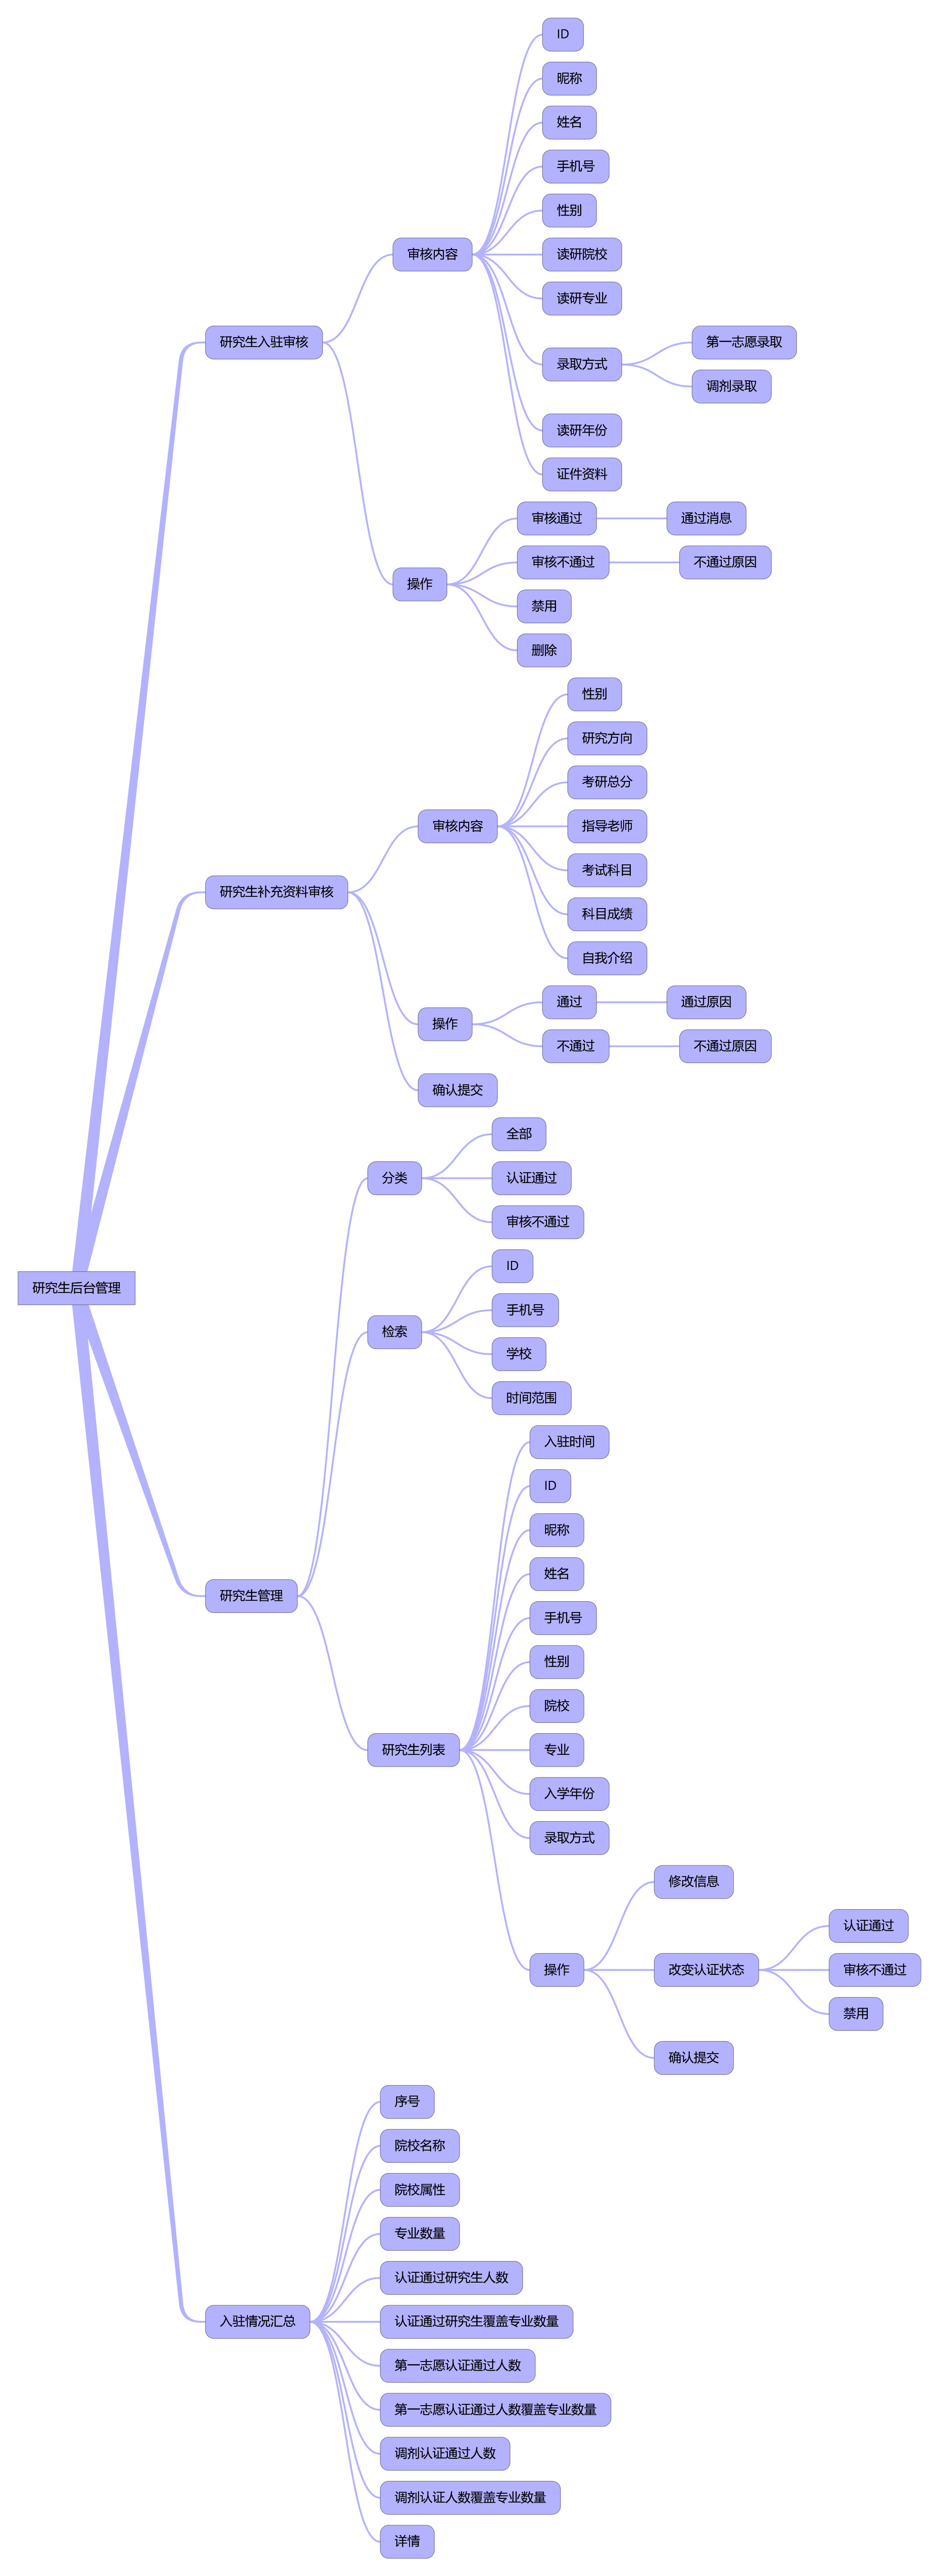 研究生后台管理
研究生入驻审核
审核内容
ID
昵称
姓名
手机号
性别
读研院校
读研专业
录取方式
第一志愿录取
调剂录取
读研年份
证件资料
操作
审核通过
通过消息
审核不通过
不通过原因
禁用
删除
研究生补充资料审核
审核内容
性别
研究方向
考研总分
指导老师
考试科目
科目成绩
自我介绍
操作
通过
通过原因
不通过
不通过原因
确认提交
研究生管理
分类
全部
认证通过
审核不通过
检索
ID
手机号
学校
时间范围
研究生列表
入驻时间
ID
昵称
姓名
手机号
性别
院校
专业
入学年份
录取方式
操作
修改信息
改变认证状态
认证通过
审核不通过
禁用
确认提交
入驻情况汇总
序号
院校名称
院校属性
专业数量
认证通过研究生人数
认证通过研究生覆盖专业数量
第一志愿认证通过人数
第一志愿认证通过人数覆盖专业数量
调剂认证通过人数
调剂认证人数覆盖专业数量
详情